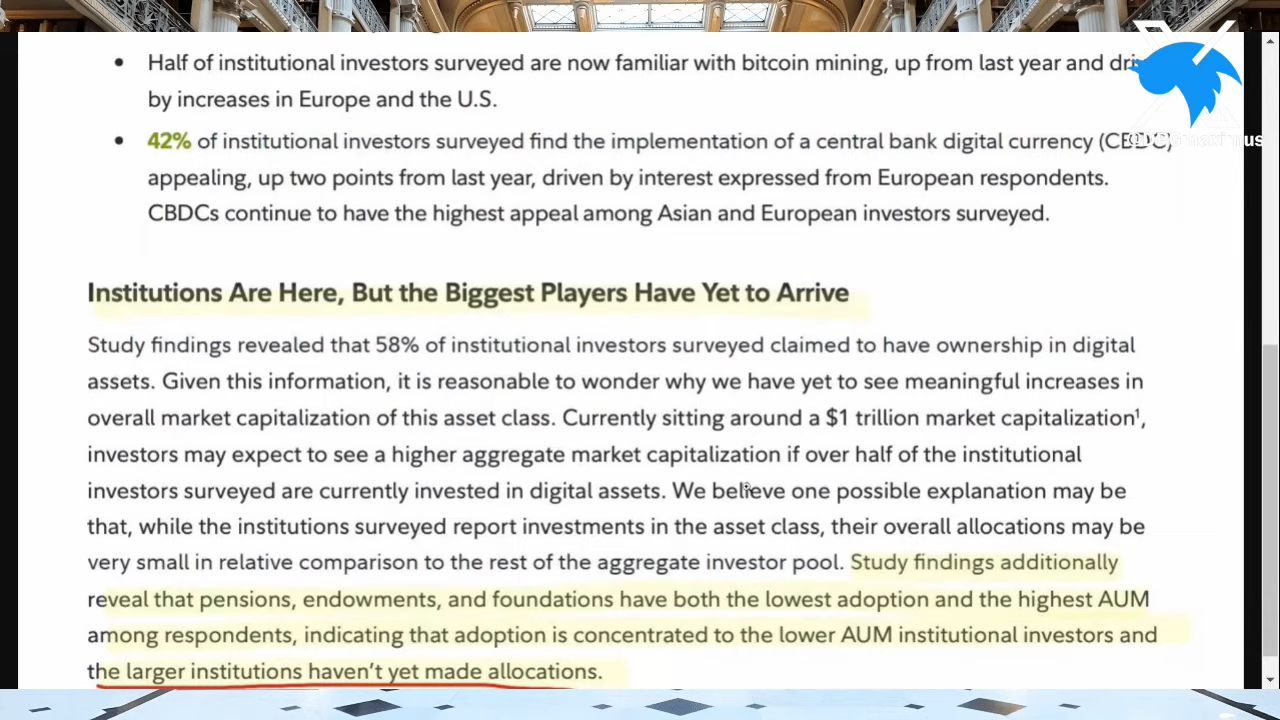 Half of institutional investors surveyed are now familiar with bitcoin mining, up from last year and
by increases in Europe and the U.S.
42% of institutional investors surveyed find the implementation of a central bank digital currency (CBDC)
appealing, up two points from last year, driven by interest expressed from European respondents.
CBDCs continue to have the highest appeal among Asian and European investors surveyed.
Institutions Are Here, But the Biggest Players Have Yet to Arrive
Study findings revealed that 58% of institutional investors surveyed claimed to have ownership in digital
assets. Given this information, it is reasonable to wonder why we have yet to see meaningful increases in
overall market capitalization of this asset class. Currently sitting around a $1 trillion market capitalization¹,
investors may expect to see a higher aggregate market capitalization if over half of the institutional
investors surveyed are currently invested in digital assets. We believe one possible explanation may be
that, while the institutions surveyed report investments in the asset class, their overall allocations may be
very small in relative comparison to the rest of the aggregate investor pool. Study findings additionally
reveal that pensions, endowments, and foundations have both the lowest adoption and the highest AUM
among respondents, indicating that adoption is concentrated to the lower AUM institutional investors and
the larger institutions haven't yet made allocations.